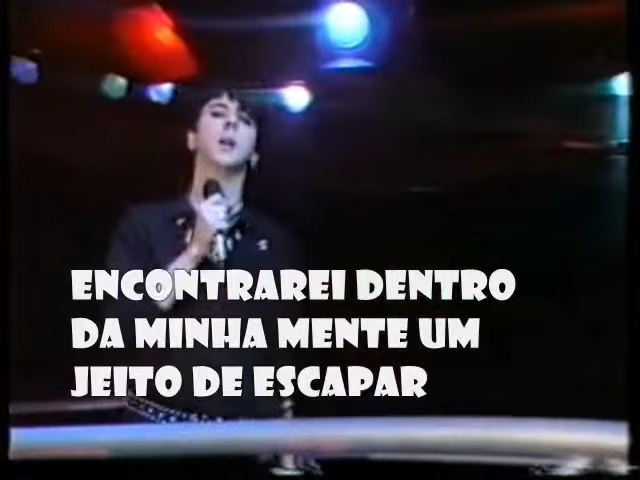 ENCONTRAREI DENTRO
DA MINHA MENTE UM
JEITO DE ESCAPAR